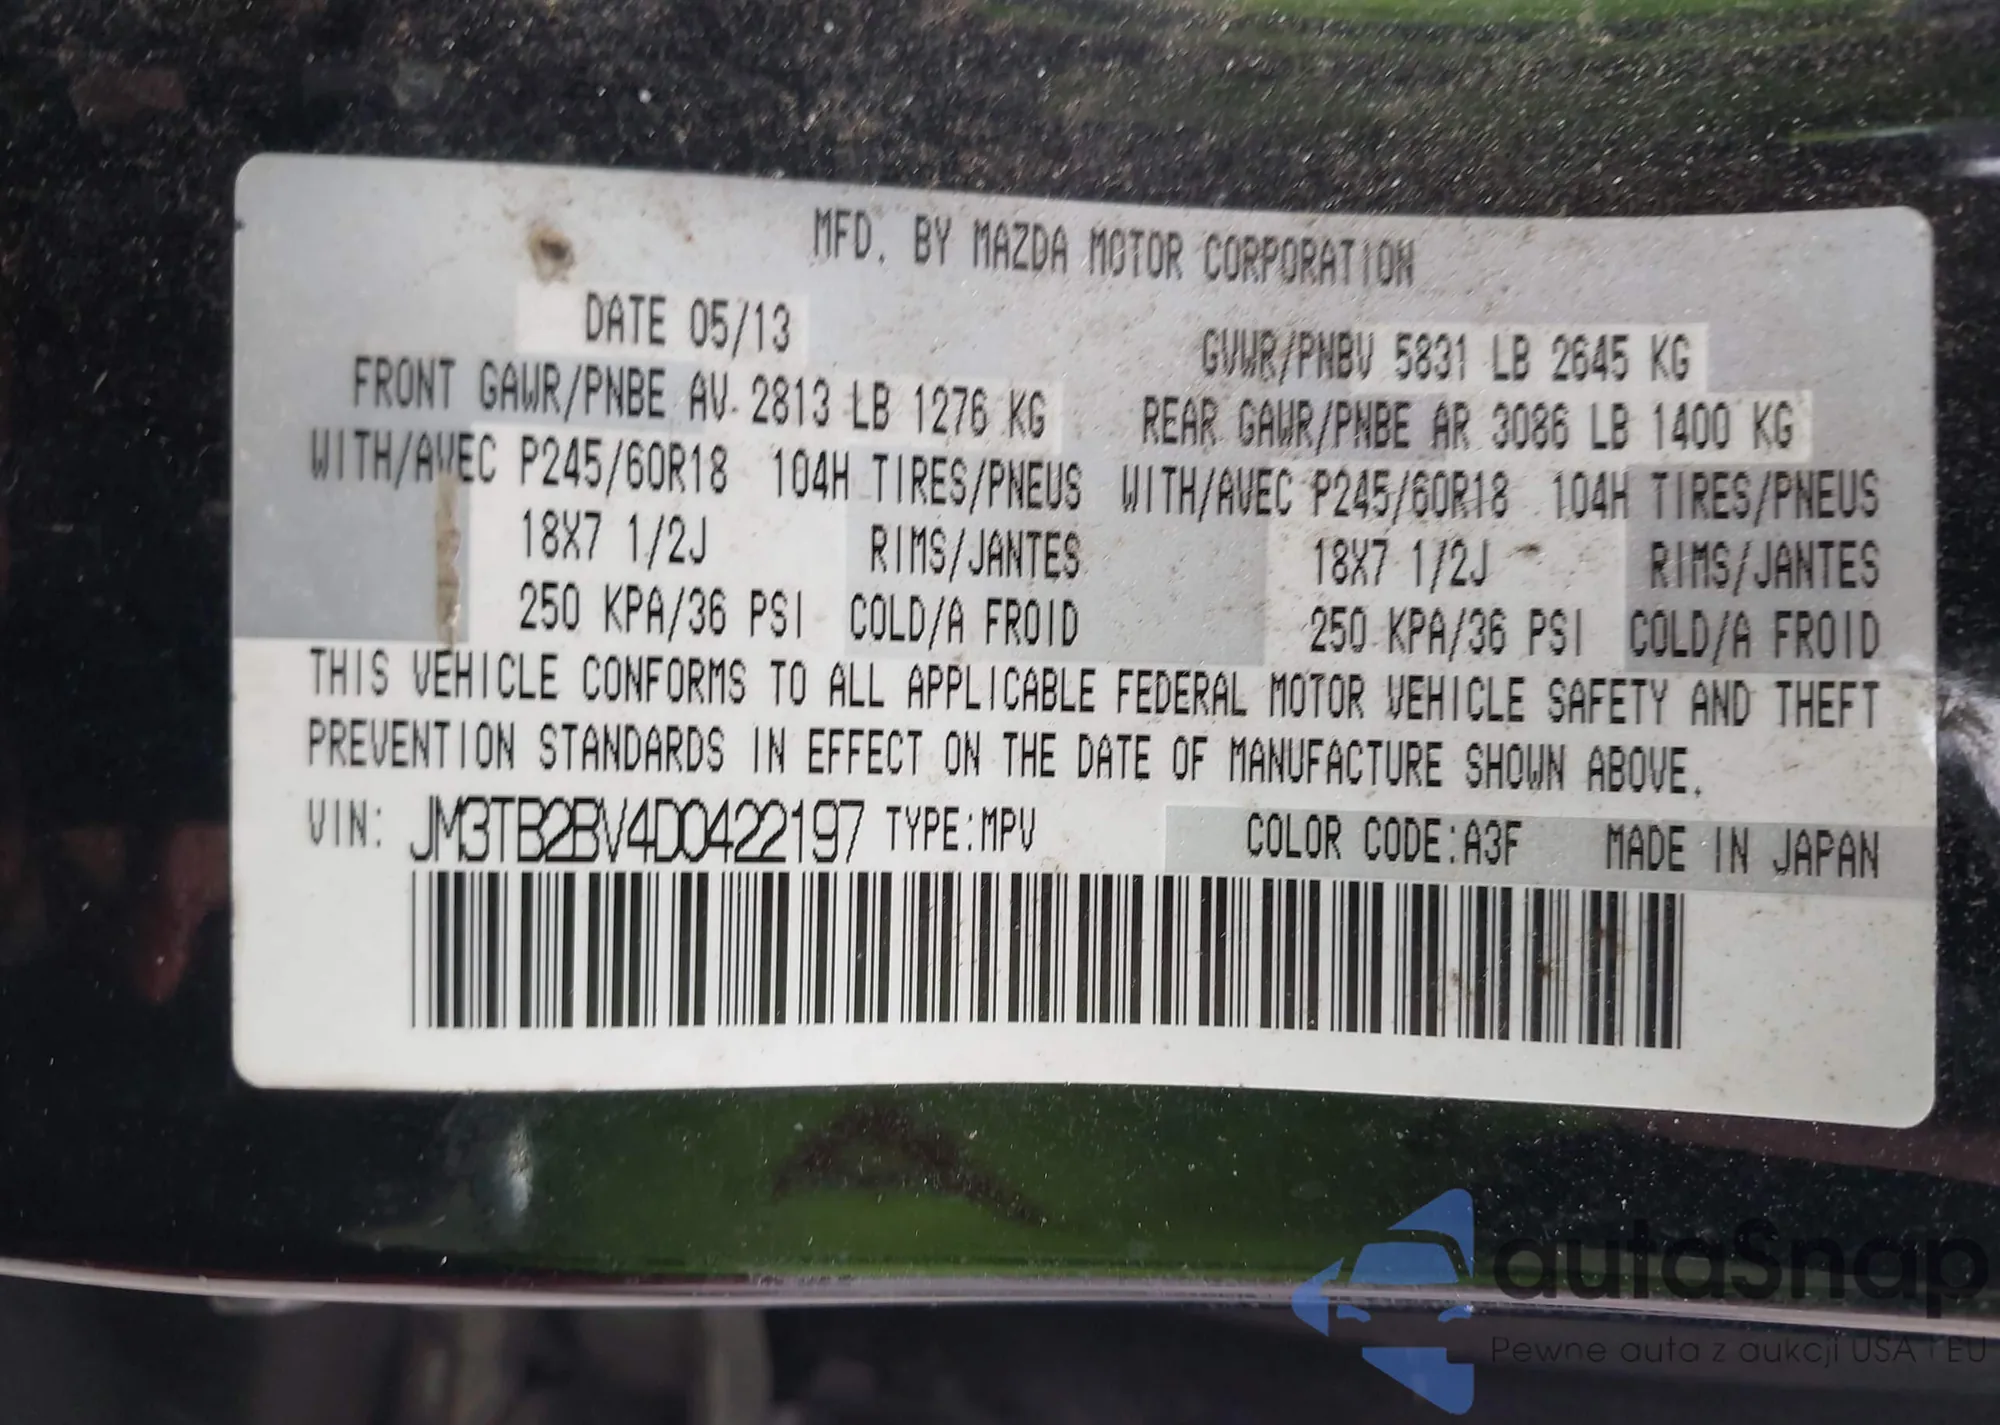 MFD. BY MAZDA MOTOR CORPORATION
DATE 05/13
GVWR/PNBV 5831 LB 2645 KG
FRONT GAWR/PNBE AV 2813 LB 1276 KG
REAR GAWR/PNBE AR 3086 LB 1400 KG
WITH/AVEC P245/60R18 104H TIRES/PNEUS
WITH/AVEC P245/60R18 104H TIRES/PNEUS
18X7 1/2J RIMS/JANTES
18X7 1/2J RIMS/JANTES
250 KPA/36 PSI COLD/A FROID
250 KPA/36 PSI COLD/A FROID
THIS VEHICLE CONFORMS TO ALL APPLICABLE FEDERAL MOTOR VEHICLE SAFETY AND THEFT
PREVENTION STANDARDS IN EFFECT ON THE DATE OF MANUFACTURE SHOWN ABOVE.
VIN: JM3TB2BV4D0422197 TYPE:MPV COLOR CODE:A3F MADE IN JAPAN
autaSnap
Pewne auta z aukcji USA i EU